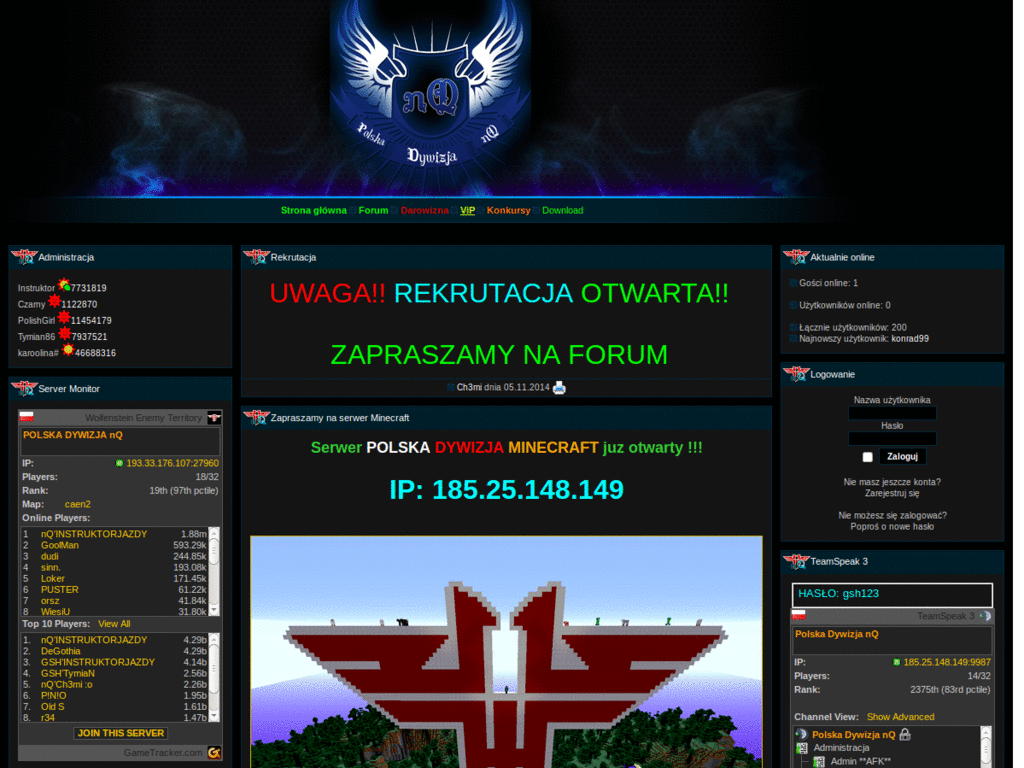 nQ
Polska Dywizja nQ
Strona główna Forum Darowizna ViP Konkursy Download
Administracja
Instruktor 7731819
Czarny 1122870
PolishGirl 11454179
Tymian86 7937521
karoolina# 46688316
Server Monitor
Wolfenstein Enemy Territory
POLSKA DYWIZJA nQ
IP: 193.33.176.107:27960
Players: 18/32
Rank: 19th (97th pctile)
Map: caen2
Online Players:
1 nQ'INSTRUKTORJAZDY 1.88m
2 GoolMan 593.29k
3 dudi 244.85k
4 sinn. 193.08k
5 Loker 171.45k
6 PUSTER 61.22k
7 orsz 41.84k
8 WiesiU 31.80k
Top 10 Players: View All
1. nQ'INSTRUKTORJAZDY 4.29b
2. DeGothia 4.29b
3. GSH'INSTRUKTORJAZDY 4.14b
4. GSH'TymiaN 2.56b
5. nQ'Ch3mi :o 2.26b
6. P!N!O 1.95b
7. Old S 1.61b
8. r34 1.47b
JOIN THIS SERVER
GameTracker.com
Rekrutacja
UWAGA!! REKRUTACJA OTWARTA!!
ZAPRASZAMY NA FORUM
Ch3mi dnia 05.11.2014
Zapraszamy na serwer Minecraft
Serwer POLSKA DYWIZJA MINECRAFT juz otwarty !!!
IP: 185.25.148.149
Aktualnie online
Gości online: 1
Użytkowników online: 0
Łącznie użytkowników: 200
Najnowszy użytkownik: konrad99
Logowanie
Nazwa użytkownika
Hasło
Zaloguj
Nie masz jeszcze konta?
Zarejestruj się
Nie możesz się zalogować?
Poproś o nowe hasło
TeamSpeak 3
HASŁO: gsh123
TeamSpeak 3
Polska Dywizja nQ
IP: 185.25.148.149:9987
Players: 14/32
Rank: 2375th (83rd pctile)
Channel View: Show Advanced
Polska Dywizja nQ
Administracja
Admin **AFK**